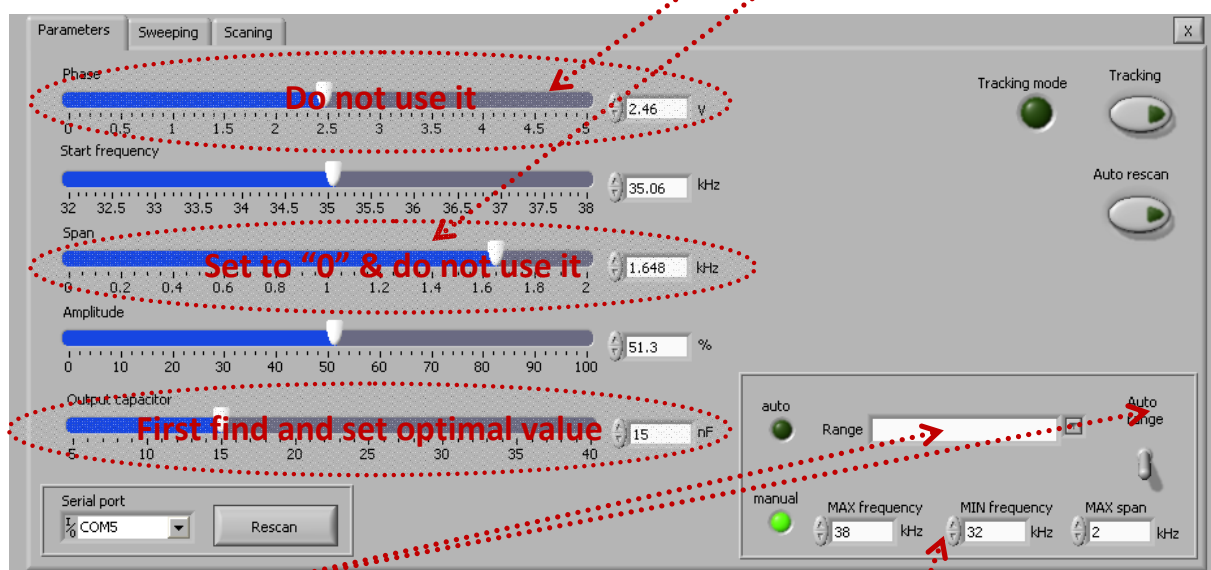 Parameters Sweeping Scaning X
Phase
Do not use it
2.46 V
0 0.5 1 1.5 2 2.5 3 3.5 4 4.5 5
Tracking mode Tracking
Start frequency
35.06 kHz
32 32.5 33 33.5 34 34.5 35 35.5 36 36.5 37 37.5 38
Auto rescan
Span
Set to “0” & do not use it
1.648 kHz
0 0.2 0.4 0.6 0.8 1 1.2 1.4 1.6 1.8 2
Amplitude
51.3 %
0 10 20 30 40 50 60 70 80 90 100
Output capacitor
First find and set optimal value
15 nF
5 10 15 20 25 30 35 40
Serial port
I/O COM5 Rescan
auto
Range
Auto
range
manual
MAX frequency MIN frequency MAX span
38 kHz 32 kHz 2 kHz